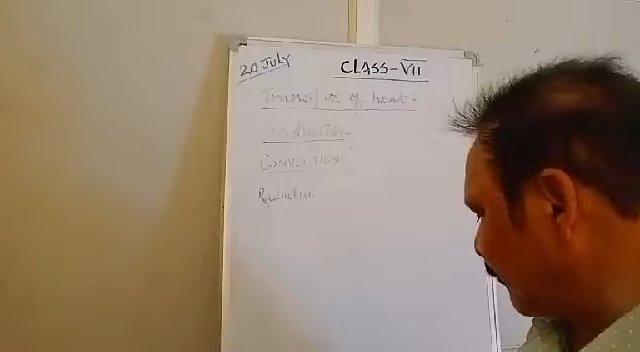 20 JULY
CLASS-VII
Transfer of heat-
Conduction
CONVECTION
Radiation